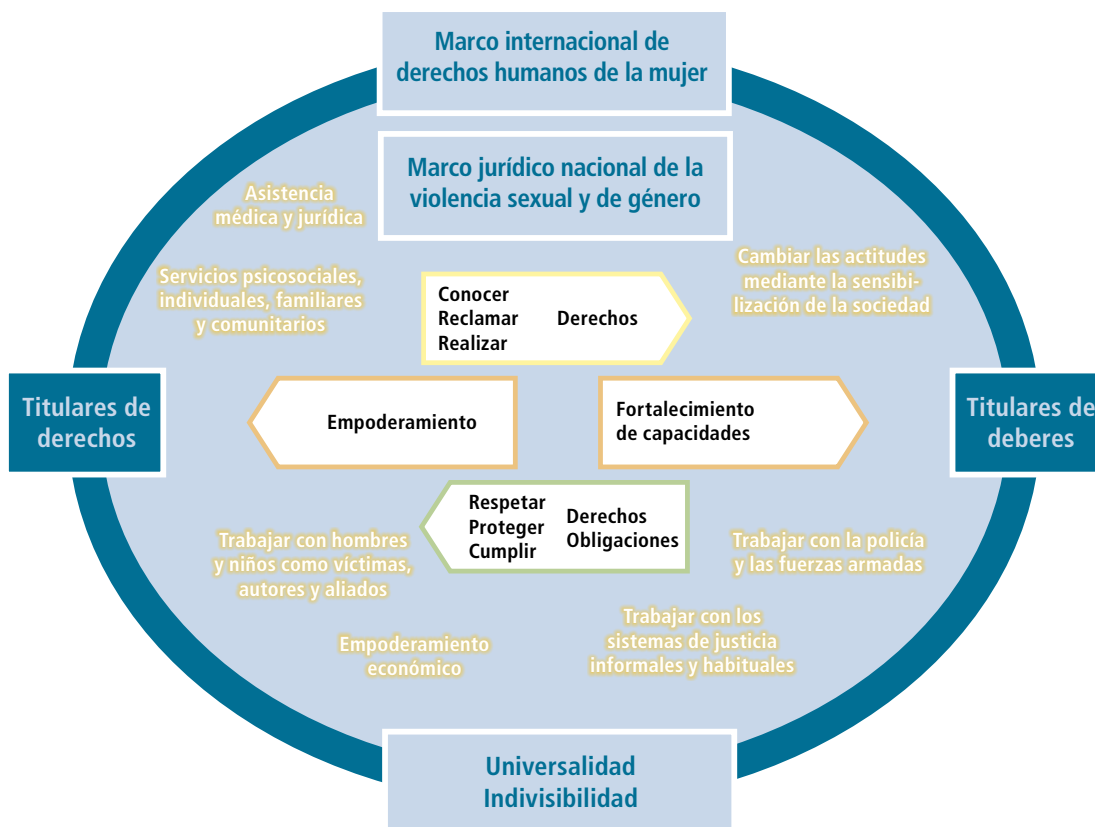 Marco internacional de
derechos humanos de la mujer
Marco jurídico nacional de la
violencia sexual y de género
Asistencia
médica y jurídica
Servicios psicosociales,
individuales, familiares
y comunitarios
Cambiar las actitudes
mediante la sensibi-
lización de la sociedad
Conocer
Reclamar Derechos
Realizar
Titulares de
derechos
Empoderamiento
Fortalecimiento
de capacidades
Titulares de
deberes
Respetar
Proteger
Cumplir
Derechos
Obligaciones
Trabajar con hombres
y niños como víctimas,
autores y aliados
Trabajar con la policía
y las fuerzas armadas
Empoderamiento
económico
Trabajar con los
sistemas de justicia
informales y habituales
Universalidad
Indivisibilidad